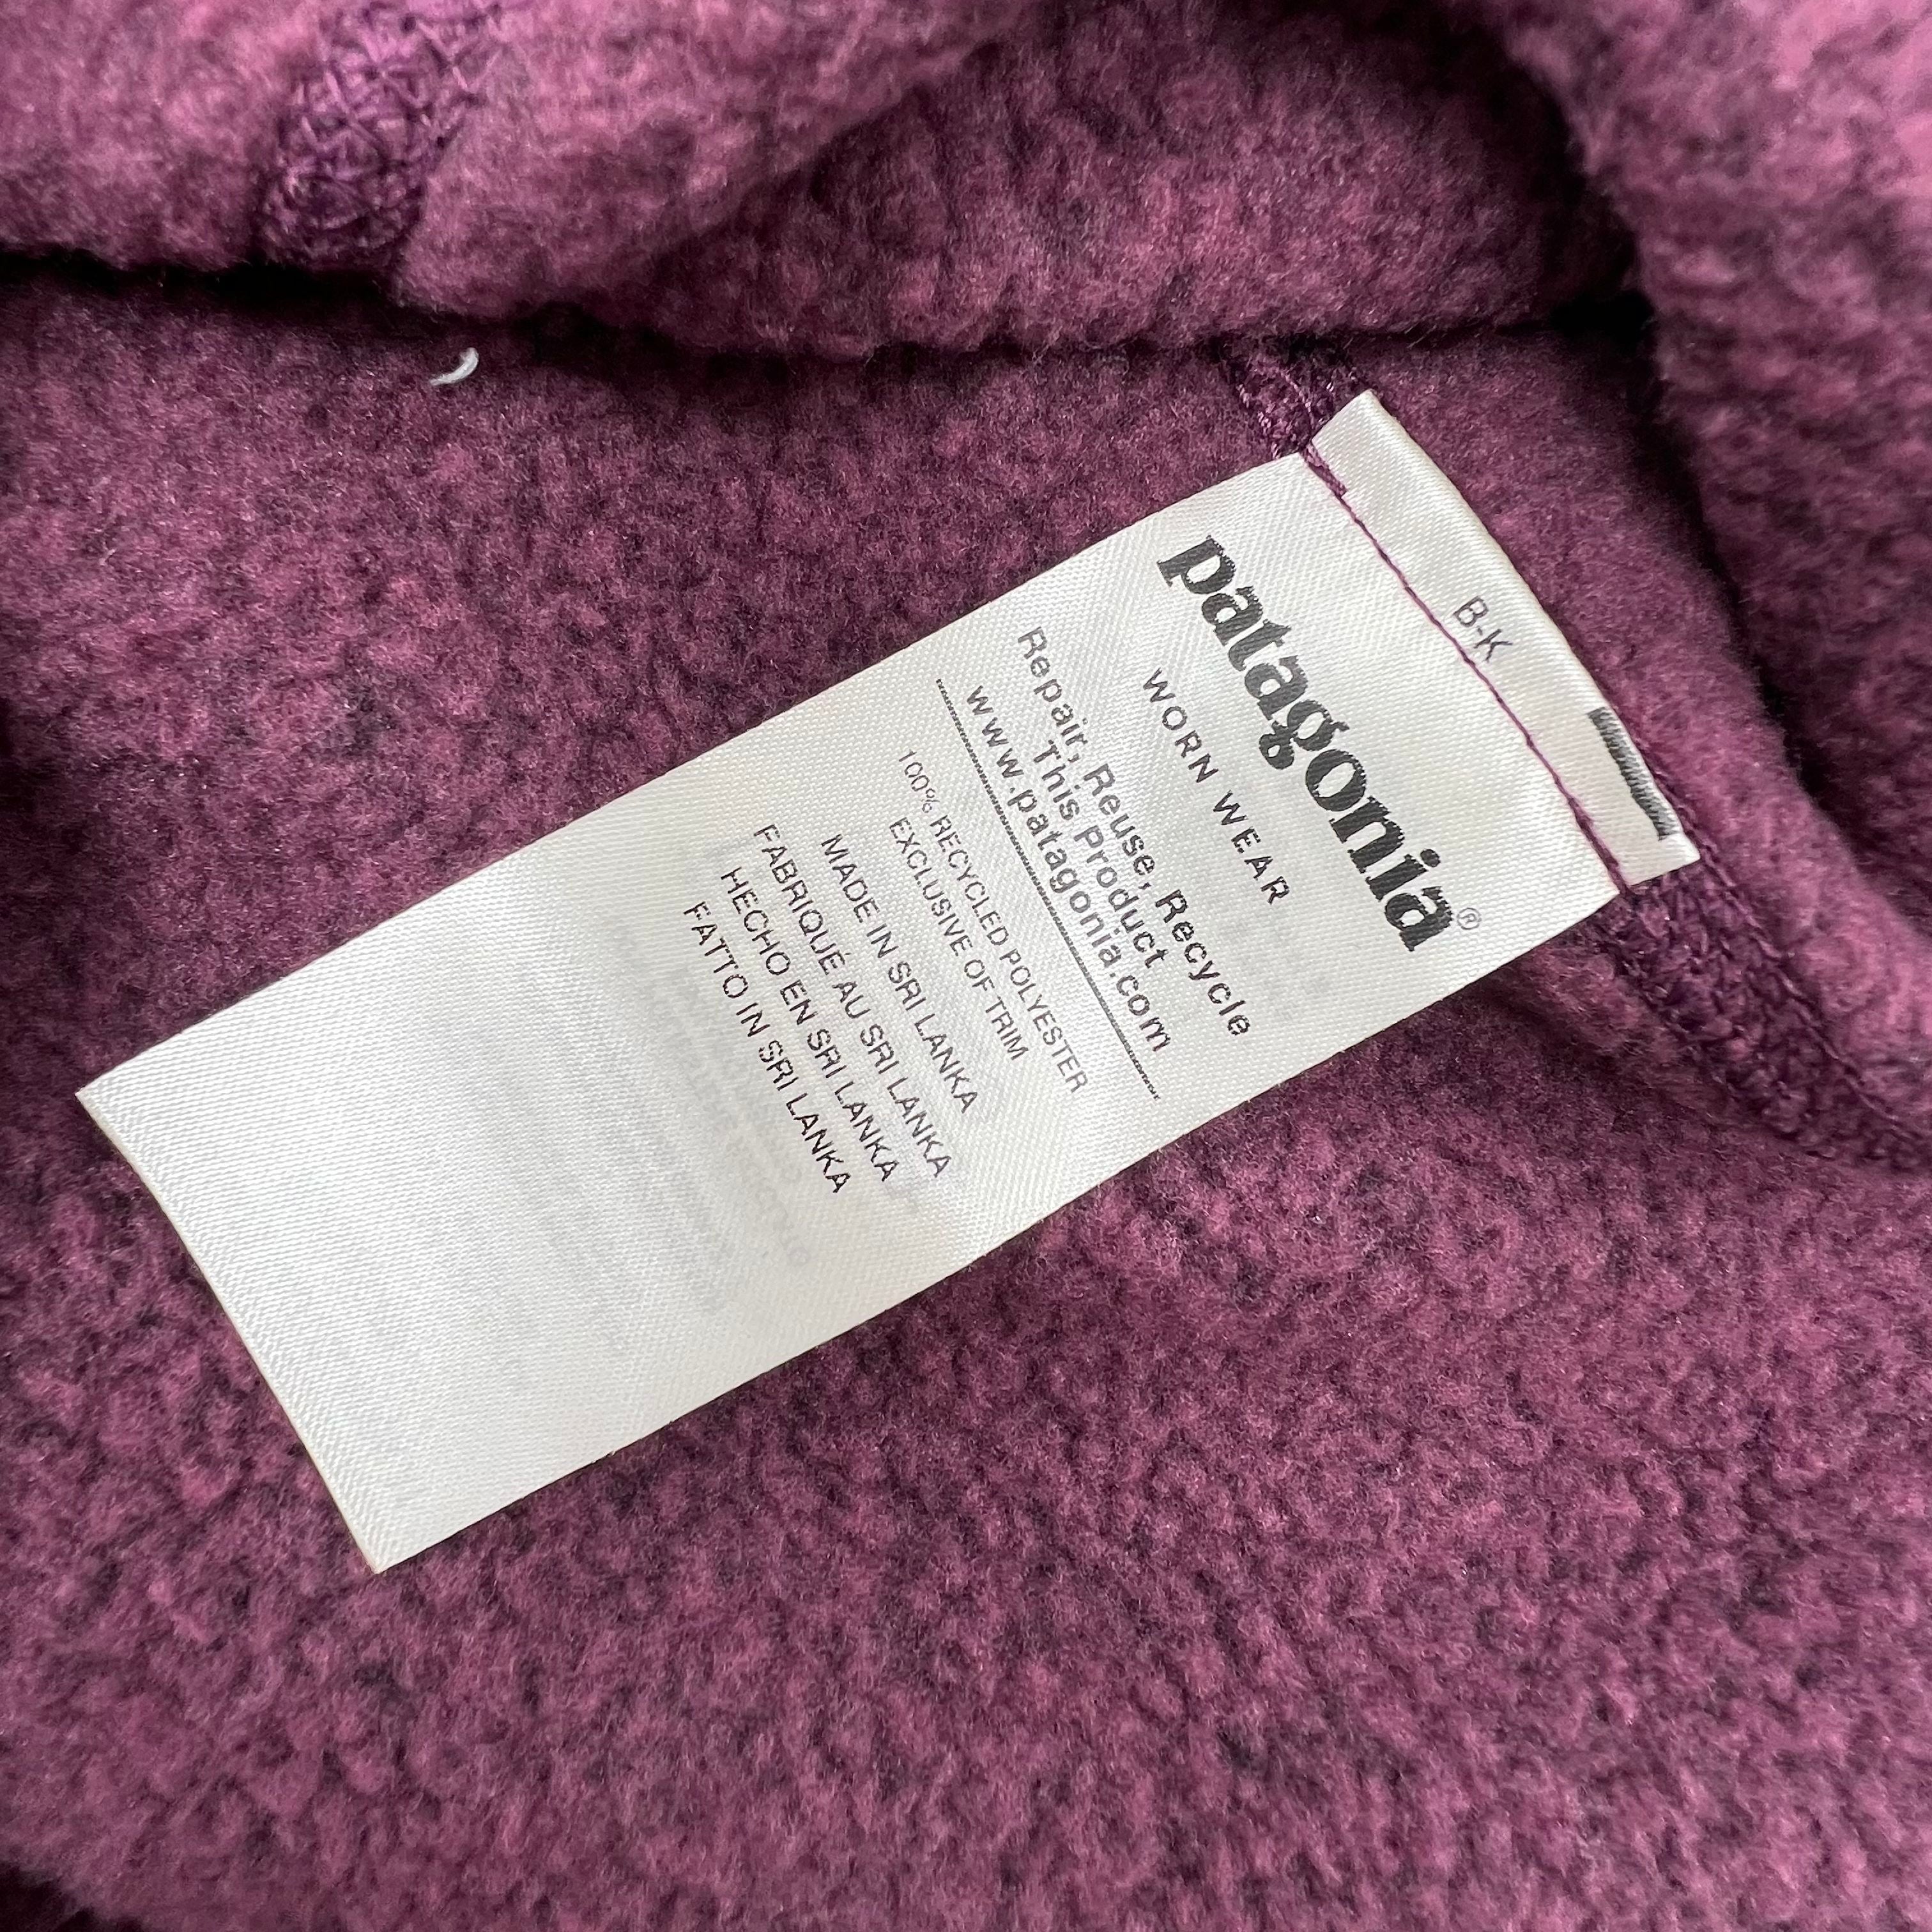 B-K
patagonia®
WORN WEAR
Repair, Reuse, Recycle
This Product
www.patagonia.com
100% RECYCLED POLYESTER
EXCLUSIVE OF TRIM
MADE IN SRI LANKA
FABRIQUÉ AU SRI LANKA
HECHO EN SRI LANKA
FATTO IN SRI LANKA